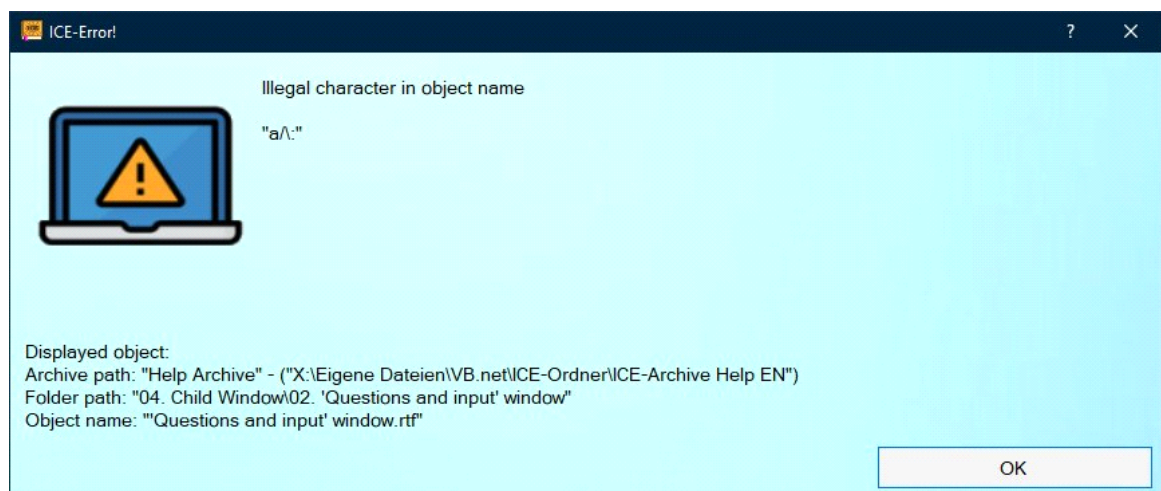 ICE-Error!
?
Illegal character in object name
"a/\:"
Displayed object:
Archive path: "Help Archive" - ("X:\Eigene Dateien\VB.net\ICE-Ordner\ICE-Archive Help EN")
Folder path: "04. Child Window\02. 'Questions and input' window"
Object name: "'Questions and input' window.rtf"
OK